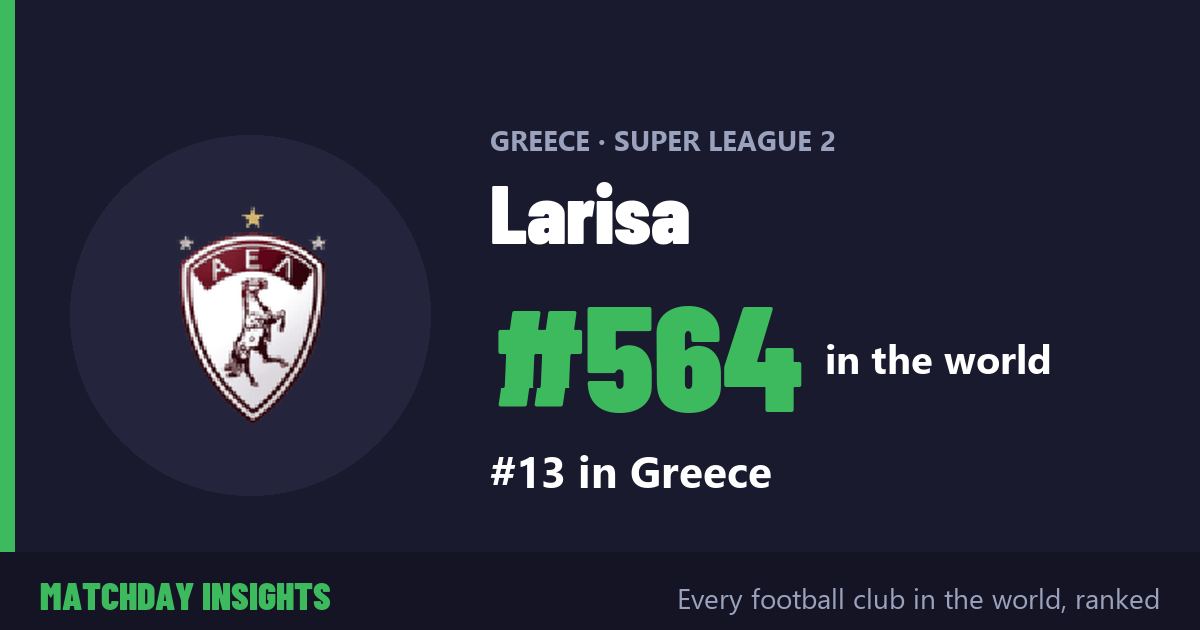 GREECE · SUPER LEAGUE 2
Larisa
ΑΕΛ
#564 in the world
#13 in Greece
MATCHDAY INSIGHTS
Every football club in the world, ranked